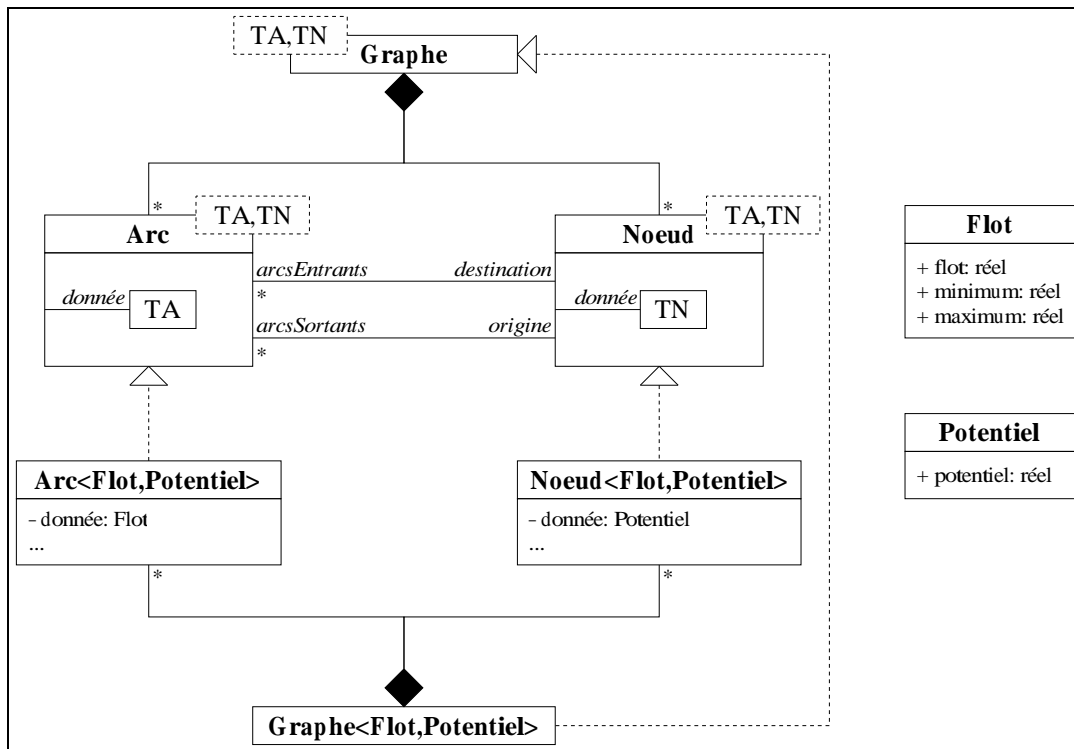 TA,TN
Graphe
*
*
TA,TN
TA,TN
Arc
Noeud
Flot
arcsEntrants
destination
+ flot: réel
*
donnée
donnée
+ minimum: réel
TA
TN
+ maximum: réel
arcsSortants
origine
*
Potentiel
Arc<Flot,Potentiel>
Noeud<Flot,Potentiel>
+ potentiel: réel
- donnée: Flot
- donnée: Potentiel
...
...
*
*
Graphe<Flot,Potentiel>